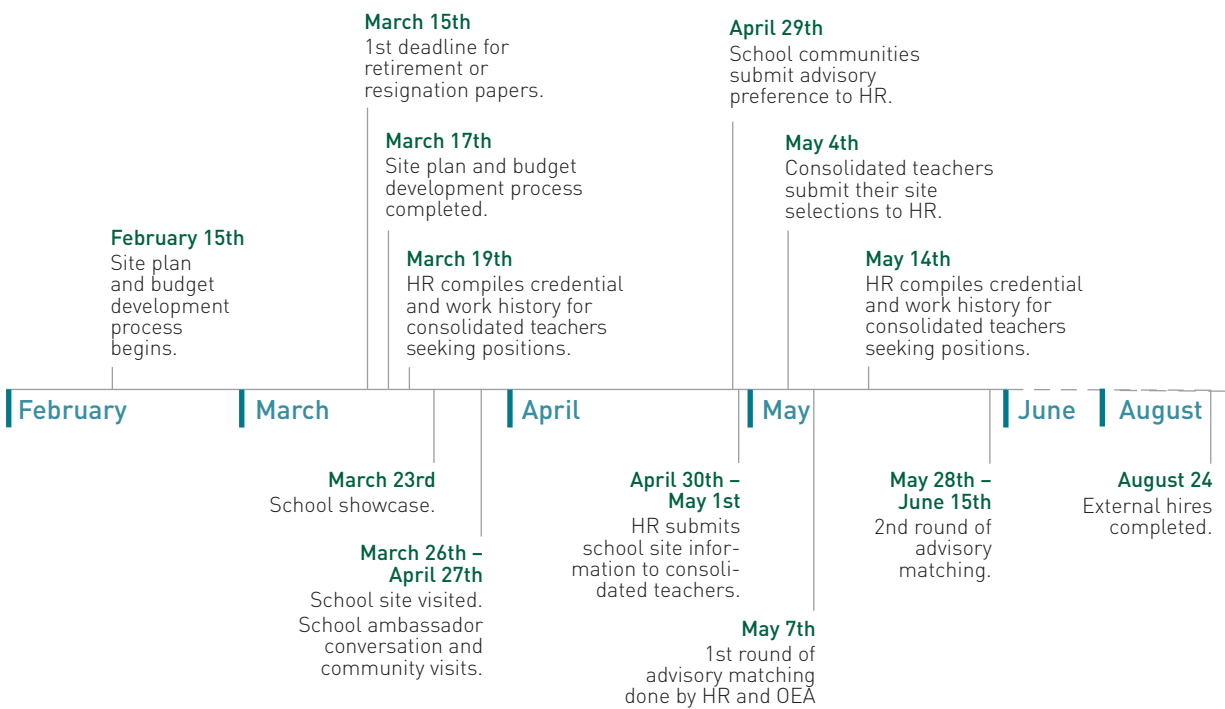 March 15th
1st deadline for
retirement or
resignation papers.
April 29th
School communities
submit advisory
preference to HR.
March 17th
Site plan and budget
development process
completed.
May 4th
Consolidated teachers
submit their site
selections to HR.
February 15th
Site plan
and budget
development
process
begins.
March 19th
HR compiles credential
and work history for
consolidated teachers
seeking positions.
May 14th
HR compiles credential
and work history for
consolidated teachers
seeking positions.
February
March
April
May
June
August
March 23rd
School showcase.
March 26th –
April 27th
School site visited.
School ambassador
conversation and
community visits.
April 30th –
May 1st
HR submits
school site infor-
mation to consoli-
dated teachers.
May 7th
1st round of
advisory matching
done by HR and OEA
May 28th –
June 15th
2nd round of
advisory
matching.
August 24
External hires
completed.